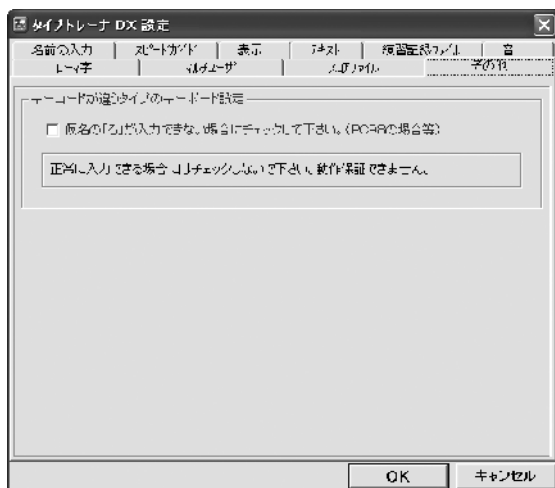 タイプトレーナ DX 設定
名前の入力 スピードガイド 表示 テキスト 練習記録ファイル 音
ローマ字 マルチユーザ ファイル その他
キーコードが違うタイプのキーボード設定
仮名の「ろ」が入力できない場合にチェックして下さい。(PC98の場合等)
正常に入力できる場合はチェックしないで下さい。動作保証できません。
OK キャンセル